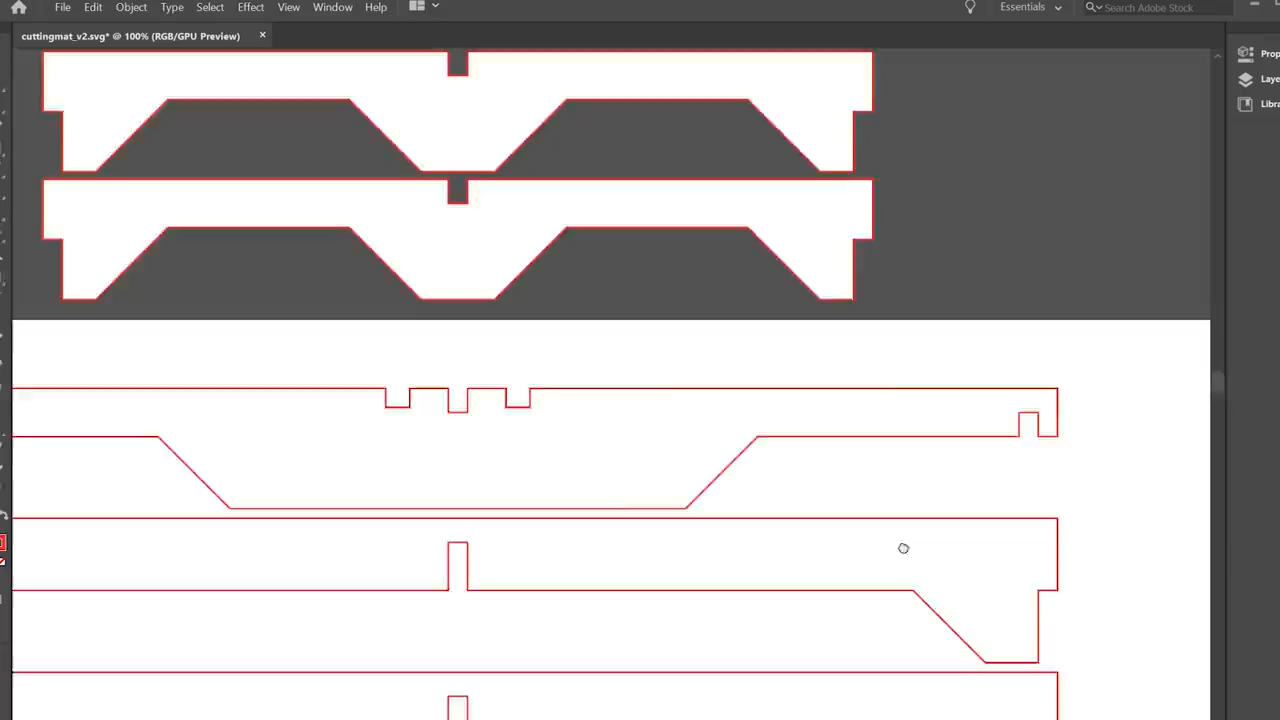 File Edit Object Type Select Effect View Window Help Essentials Search Adobe Stock
cuttingmat_v2.svg* @ 100% (RGB/GPU Preview)
Prop
Laye
Libra